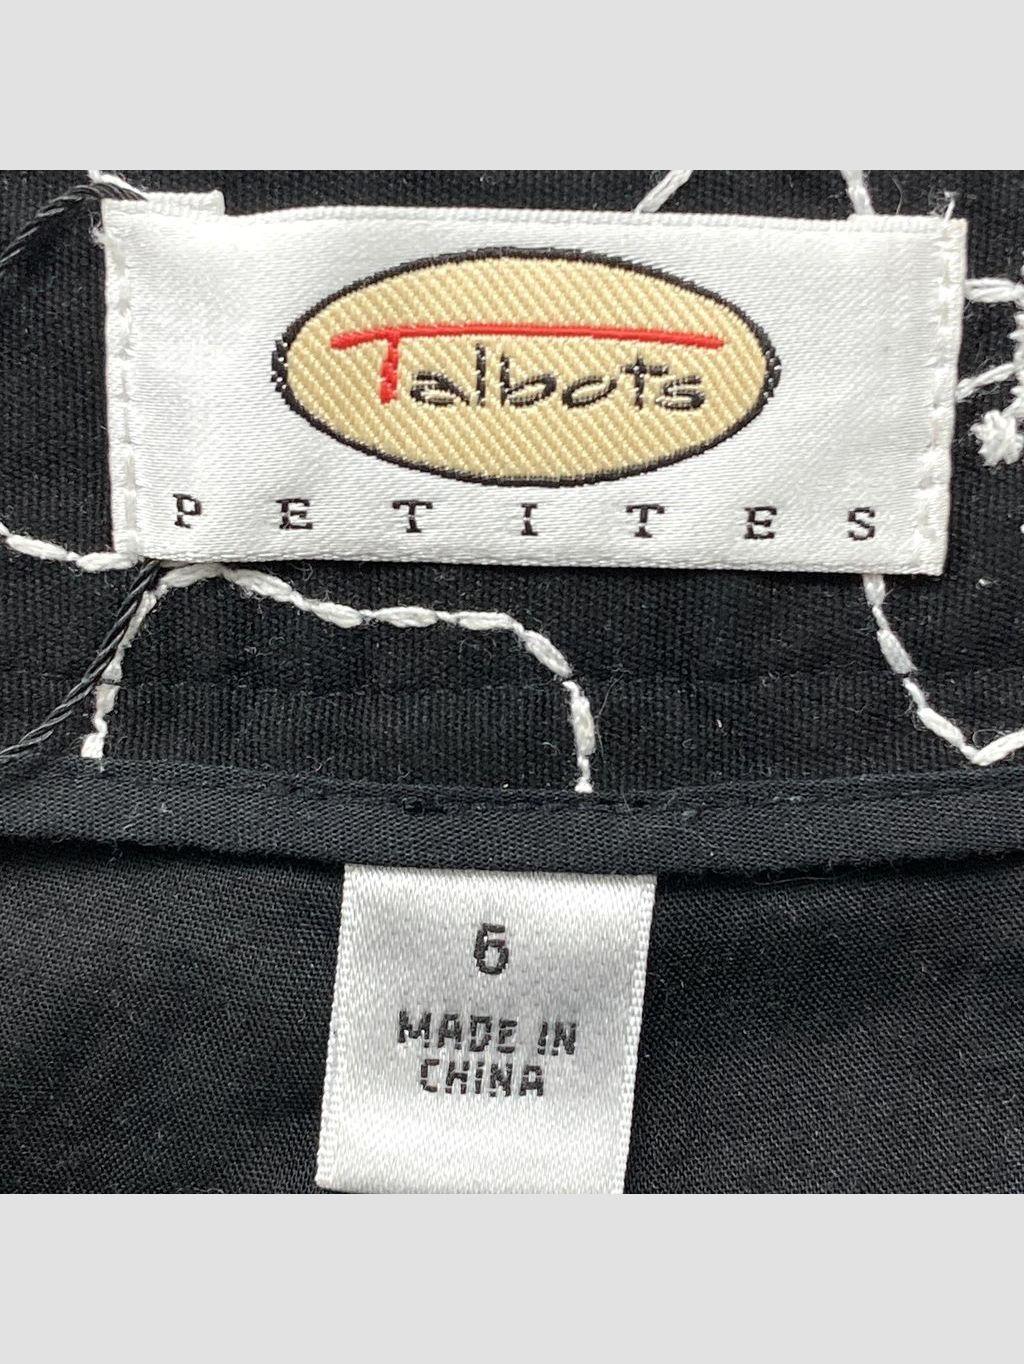 Talbots
PETITES
6
MADE IN
CHINA